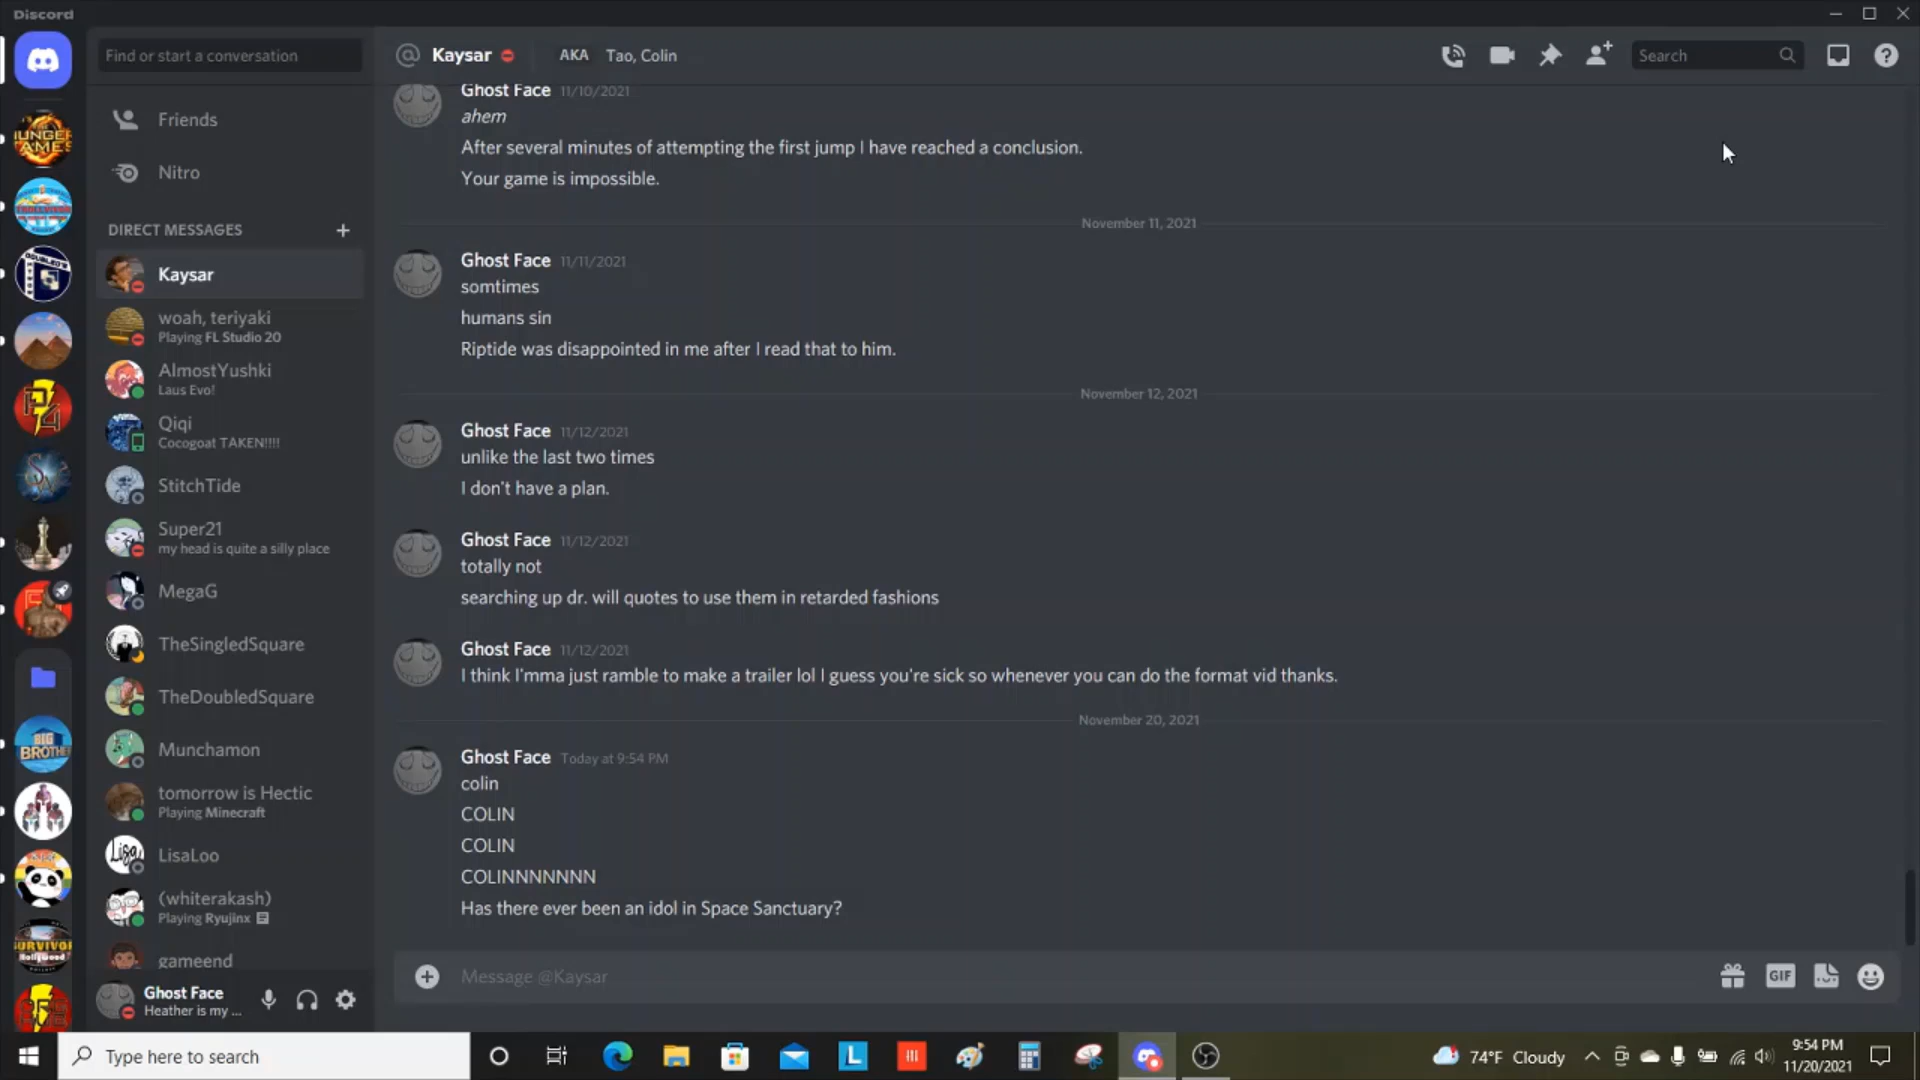 Discord
Find or start a conversation
Kaysar
AKA Tao, Colin
Search
Friends
Nitro
DIRECT MESSAGES
Kaysar
woah, teriyaki
Playing FL Studio 20
AlmostYushki
Laus Evo!
Qiqi
Cocogoat TAKEN!!!!
StitchTide
Super21
my head is quite a silly place
MegaG
TheSingledSquare
TheDoubledSquare
Munchamon
tomorrow is Hectic
Playing Minecraft
LisaLoo
(whiterakash)
Playing Ryujinx
gameend
Ghost Face
Heather is my ...
Ghost Face 11/10/2021
ahem
After several minutes of attempting the first jump I have reached a conclusion.
Your game is impossible.
November 11, 2021
Ghost Face 11/11/2021
somtimes
humans sin
Riptide was disappointed in me after I read that to him.
November 12, 2021
Ghost Face 11/12/2021
unlike the last two times
I don't have a plan.
Ghost Face 11/12/2021
totally not
searching up dr. will quotes to use them in retarded fashions
Ghost Face 11/12/2021
I think I'mma just ramble to make a trailer lol I guess you're sick so whenever you can do the format vid thanks.
November 20, 2021
Ghost Face Today at 9:54 PM
colin
COLIN
COLIN
COLINNNNNNN
Has there ever been an idol in Space Sanctuary?
Message @Kaysar
GIF
BIG
BROTHER
Type here to search
L
74°F Cloudy
9:54 PM
11/20/2021